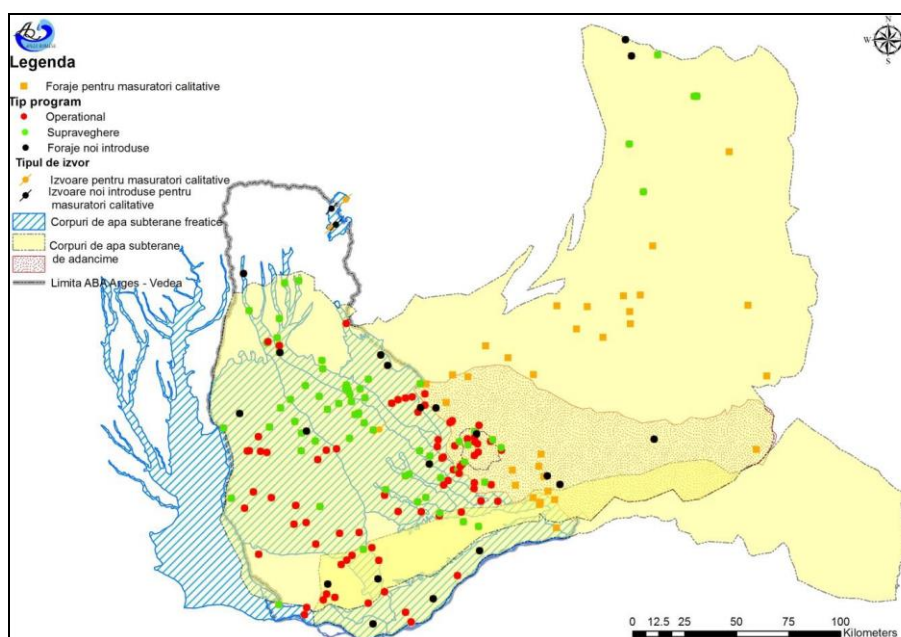 Legenda
Foraje pentru masuratori calitative
Tip program
Operational
Supraveghere
Foraje noi introduse
Tipul de izvor
Izvoare pentru masuratori calitative
Izvoare noi introduse pentru
masuratori calitative
Corpuri de apa subterane freatice
Corpuri de apa subterane
de adancime
Limita ABA Arges - Vedea
N
W
E
S
0 12.5 25 50 75 100
Kilometers